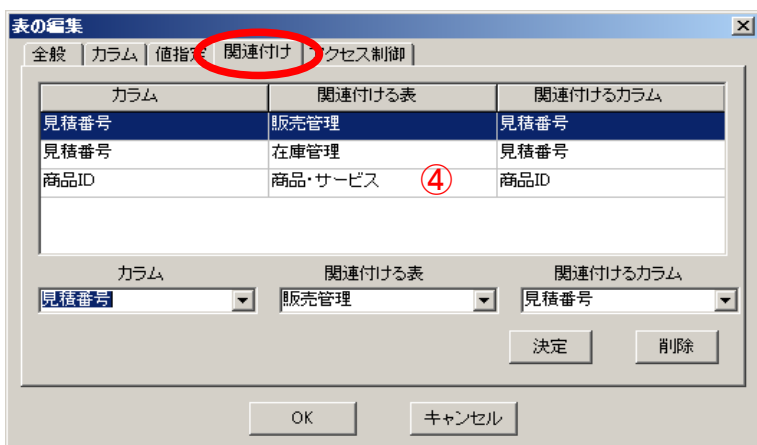 表の編集
全般 カラム 値指定 関連付け アクセス制御
カラム 関連付ける表 関連付けるカラム
見積番号 販売管理 見積番号
見積番号 在庫管理 見積番号
商品ID 商品・サービス ④ 商品ID
カラム 関連付ける表 関連付けるカラム
見積番号 販売管理 見積番号
決定 削除
OK キャンセル